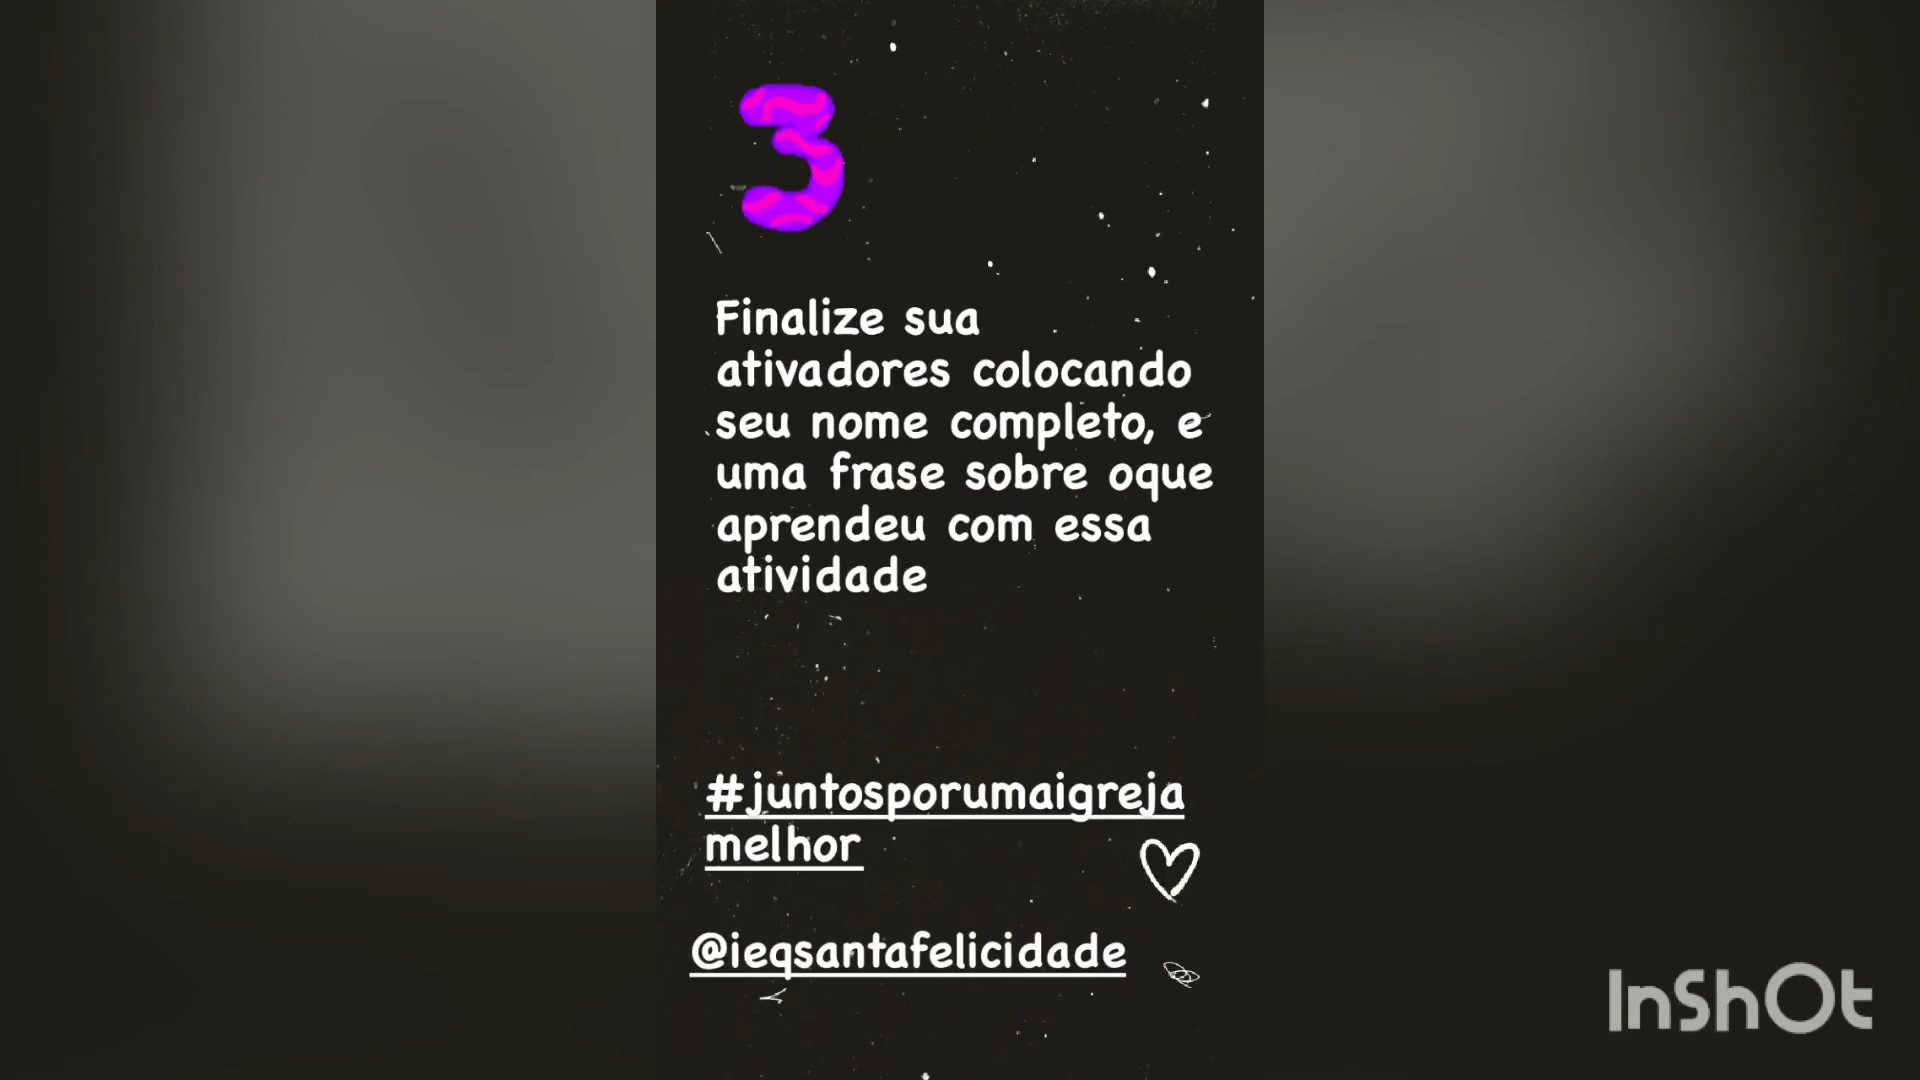 3
Finalize sua
ativadores colocando
seu nome completo, e
uma frase sobre oque
aprendeu com essa
atividade
#juntosporumaigreja
melhor
@ieqsantafelicidade
InShOt